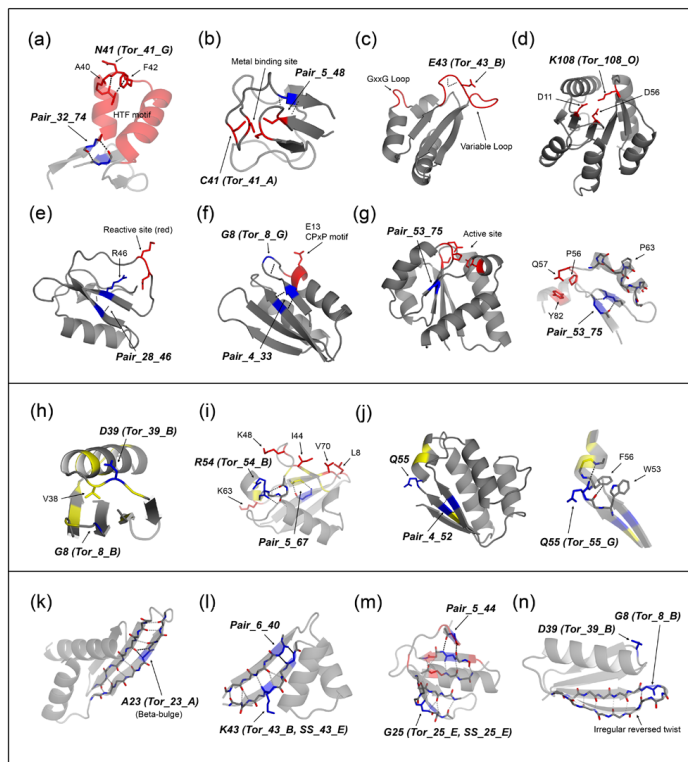 (a)
N41 (Tor_41_G)
A40
F42
HTF motif
Pair_32_74
(b)
Metal binding site
Pair_5_48
C41 (Tor_41_A)
(c)
E43 (Tor_43_B)
GxxG Loop
Variable Loop
(d)
K108 (Tor_108_O)
D11
D56
(e)
Reactive site (red)
R46
Pair_28_46
(f)
G8 (Tor_8_G)
E13
CPxP motif
Pair_4_33
(g)
Active site
Pair_53_75
Q57
P56
P63
Y82
Pair_53_75
(h)
D39 (Tor_39_B)
V38
G8 (Tor_8_B)
(i)
K48
I44
V70
L8
R54 (Tor_54_B)
K63
Pair_5_67
(j)
Q55
Pair_4_52
F56
W53
Q55 (Tor_55_G)
(k)
A23 (Tor_23_A)
(Beta-bulge)
(l)
Pair_6_40
K43 (Tor_43_B, SS_43_E)
(m)
Pair_5_44
G25 (Tor_25_E, SS_25_E)
(n)
G8 (Tor_8_B)
D39 (Tor_39_B)
Irregular reversed twist